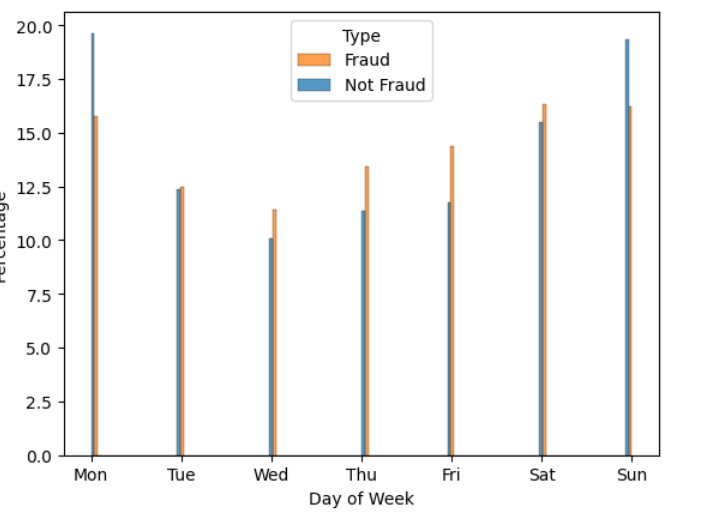 20.0
17.5
15.0
12.5
10.0
7.5
5.0
2.5
0.0
Percentage
Type
Fraud
Not Fraud
Mon Tue Wed Thu Fri Sat Sun
Day of Week